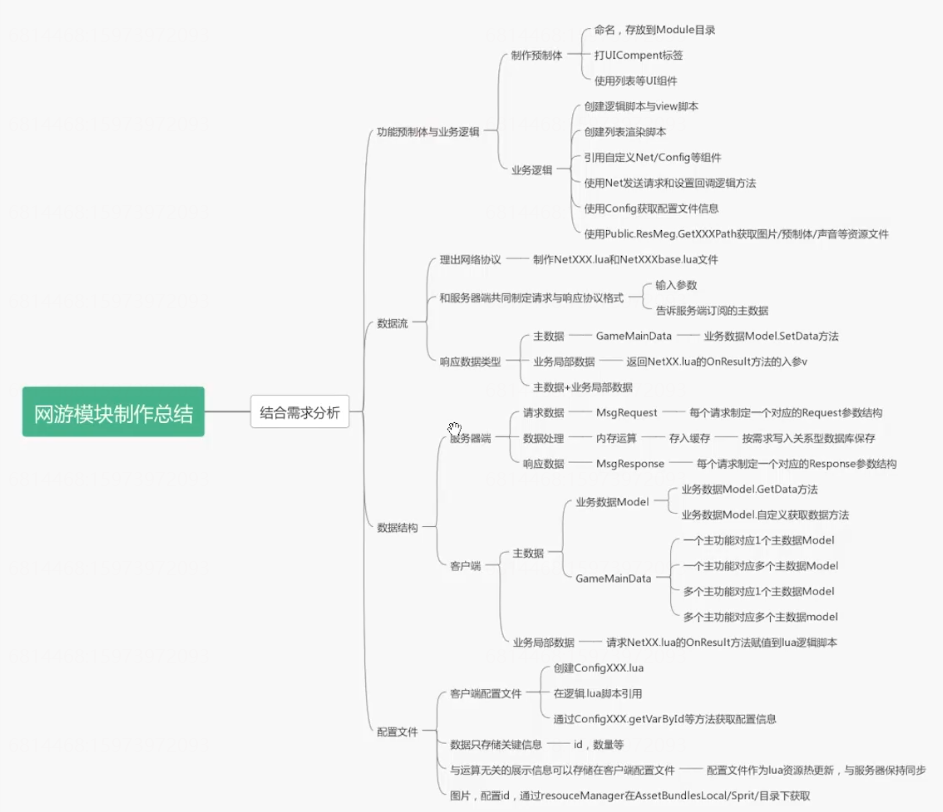 网游模块制作总结
结合需求分析
功能预制体与业务逻辑
制作预制体
命名，存放到Module目录
打UICompent标签
使用列表等UI组件
业务逻辑
创建逻辑脚本与view脚本
创建列表渲染脚本
引用自定义Net/Config等组件
使用Net发送请求和设置回调逻辑方法
使用Config获取配置文件信息
使用Public.ResMeg.GetXXXPath获取图片/预制体/声音等资源文件
数据流
理出网络协议
制作NetXXX.lua和NetXXXbase.lua文件
和服务器端共同制定请求与响应协议格式
输入参数
告诉服务端订阅的主数据
响应数据类型
主数据
GameMainData
业务数据Model.SetData方法
业务局部数据
返回NetXX.lua的OnResult方法的入参v
主数据+业务局部数据
数据结构
服务器端
请求数据
MsgRequest
每个请求制定一个对应的Request参数结构
数据处理
内存运算
存入缓存
按需求写入关系型数据库保存
响应数据
MsgResponse
每个请求制定一个对应的Response参数结构
客户端
主数据
业务数据Model
业务数据Model.GetData方法
业务数据Model.自定义获取数据方法
GameMainData
一个主功能对应1个主数据Model
一个主功能对应多个主数据Model
多个主功能对应1个主数据Model
多个主功能对应多个主数据model
业务局部数据
请求NetXX.lua的OnResult方法赋值到lua逻辑脚本
配置文件
客户端配置文件
创建ConfigXXX.lua
在逻辑.lua脚本引用
通过ConfigXXX.getVarById等方法获取配置信息
数据只存储关键信息
id，数量等
与运算无关的展示信息可以存储在客户端配置文件
配置文件作为lua资源热更新，与服务器保持同步
图片，配置id，通过resouceManager在AssetBundlesLocal/Sprit/目录下获取